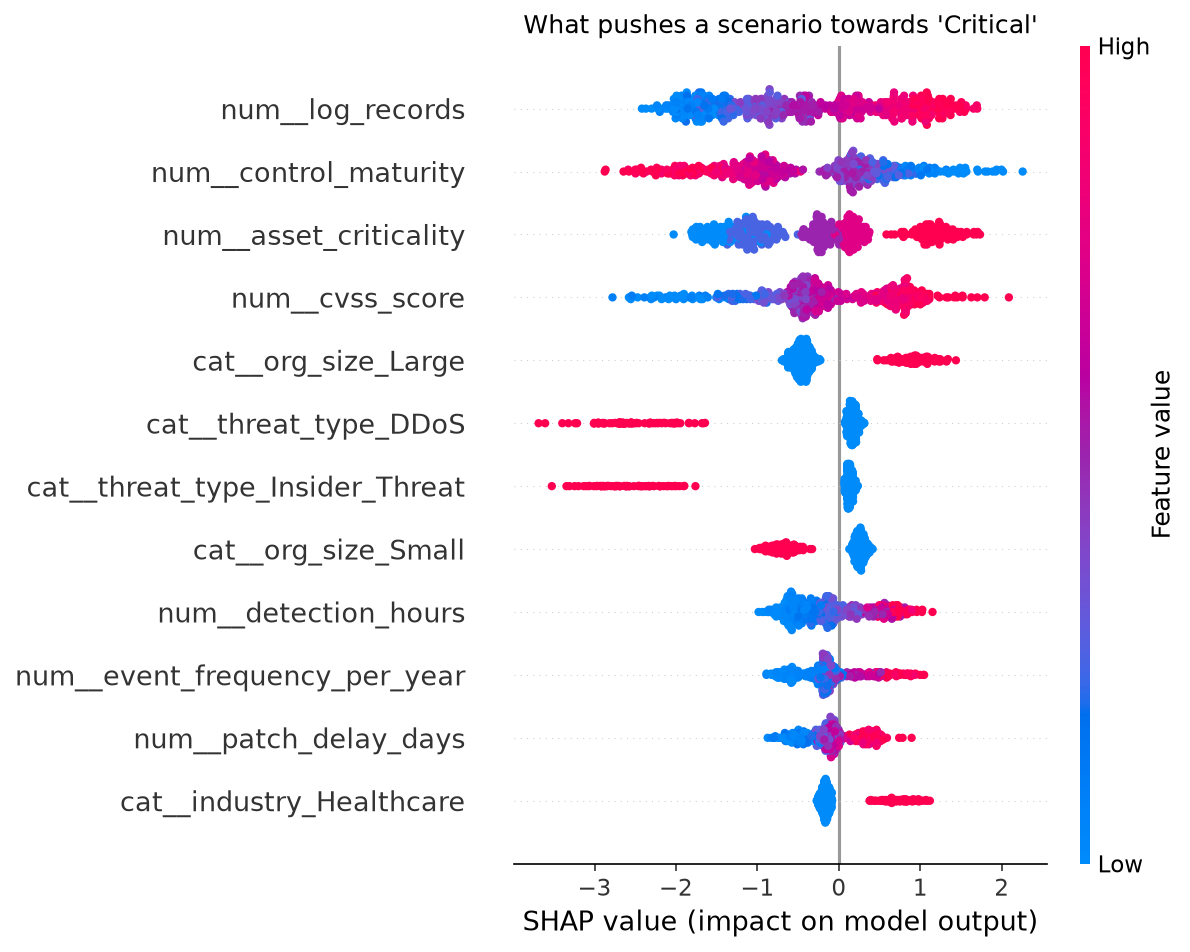 What pushes a scenario towards 'Critical'
High
num__log_records
num__control_maturity
num__asset_criticality
num__cvss_score
cat__org_size_Large
cat__threat_type_DDoS
cat__threat_type_Insider_Threat
cat__org_size_Small
num__detection_hours
num__event_frequency_per_year
num__patch_delay_days
cat__industry_Healthcare
Feature value
Low
−3 −2 −1 0 1 2
SHAP value (impact on model output)